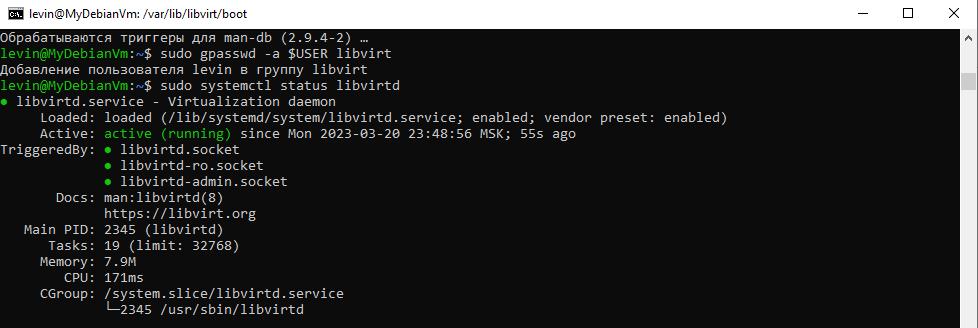 levin@MyDebianVm: /var/lib/libvirt/boot
Обрабатываются триггеры для man-db (2.9.4-2) …
levin@MyDebianVm:~$ sudo gpasswd -a $USER libvirt
Добавление пользователя levin в группу libvirt
levin@MyDebianVm:~$ sudo systemctl status libvirtd
● libvirtd.service - Virtualization daemon
Loaded: loaded (/lib/systemd/system/libvirtd.service; enabled; vendor preset: enabled)
Active: active (running) since Mon 2023-03-20 23:48:56 MSK; 55s ago
TriggeredBy: ● libvirtd.socket
● libvirtd-ro.socket
● libvirtd-admin.socket
Docs: man:libvirtd(8)
https://libvirt.org
Main PID: 2345 (libvirtd)
Tasks: 19 (limit: 32768)
Memory: 7.9M
CPU: 171ms
CGroup: /system.slice/libvirtd.service
└─2345 /usr/sbin/libvirtd